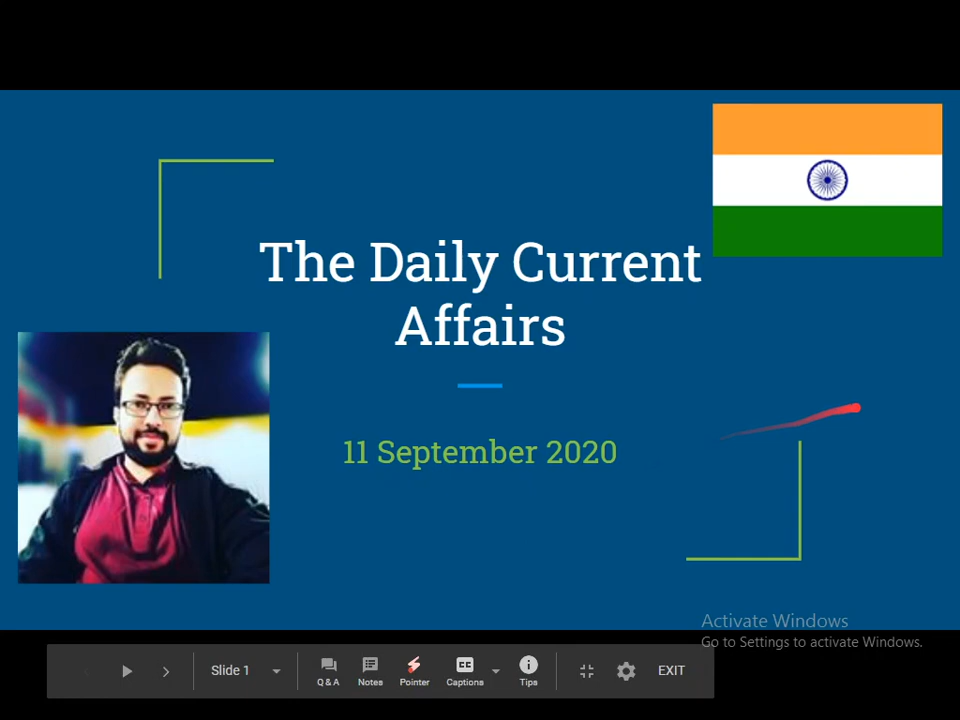 The Daily Current
Affairs
11 September 2020
Activate Windows
Go to Settings to activate Windows.
Slide 1
Q & A
Notes
Pointer
CC
Captions
Tips
EXIT